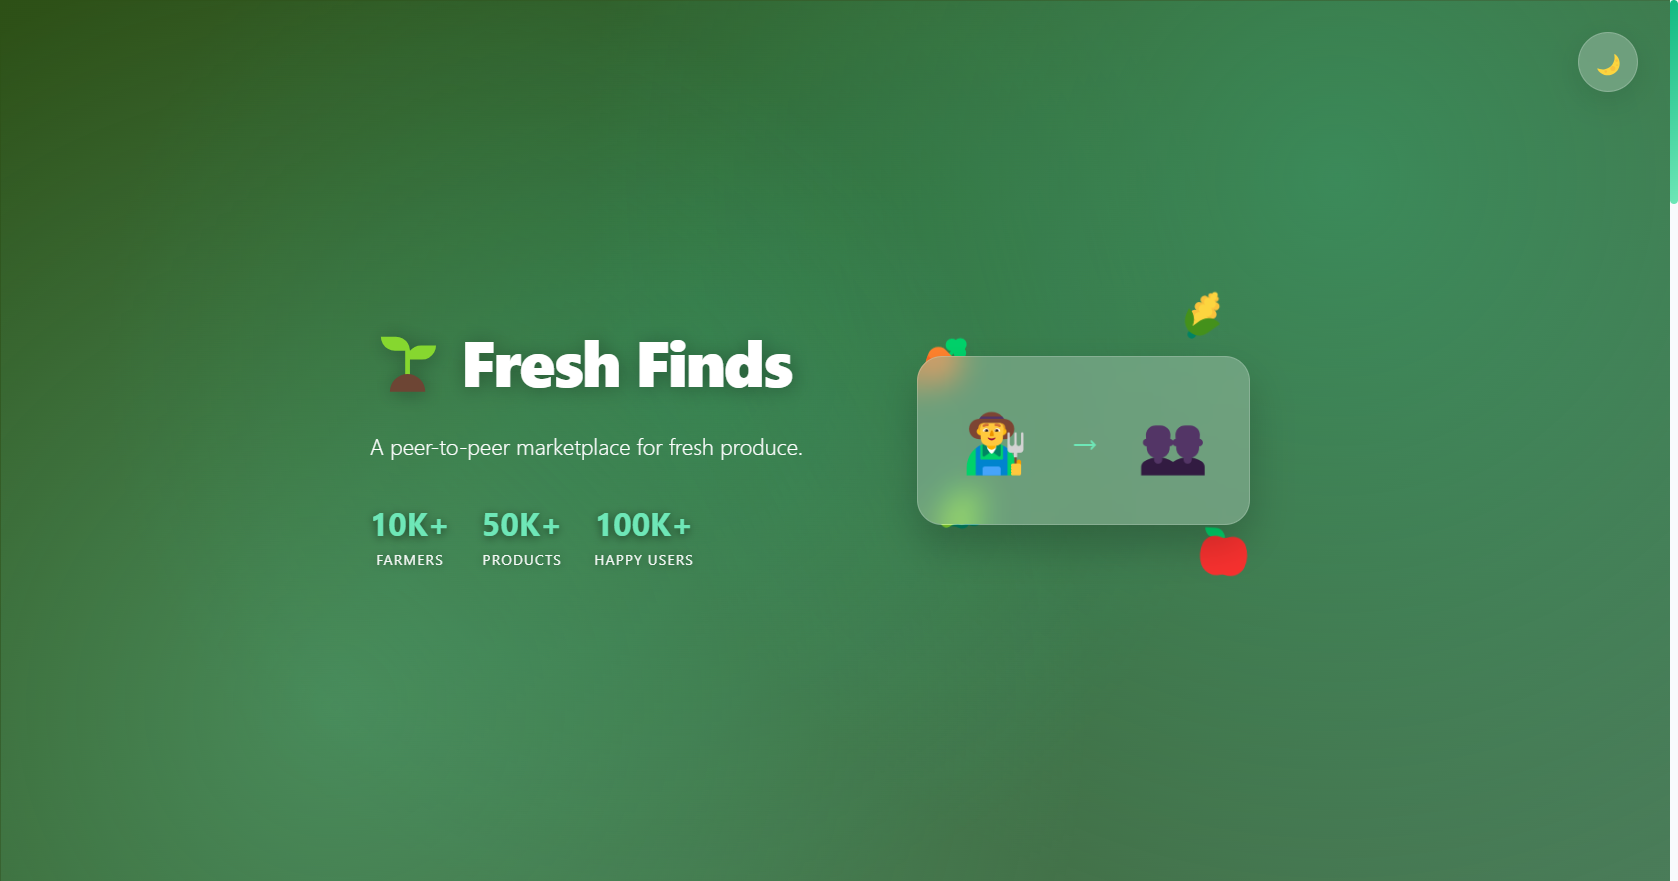 Fresh Finds
A peer-to-peer marketplace for fresh produce.
10K+ 50K+ 100K+
FARMERS PRODUCTS HAPPY USERS
→